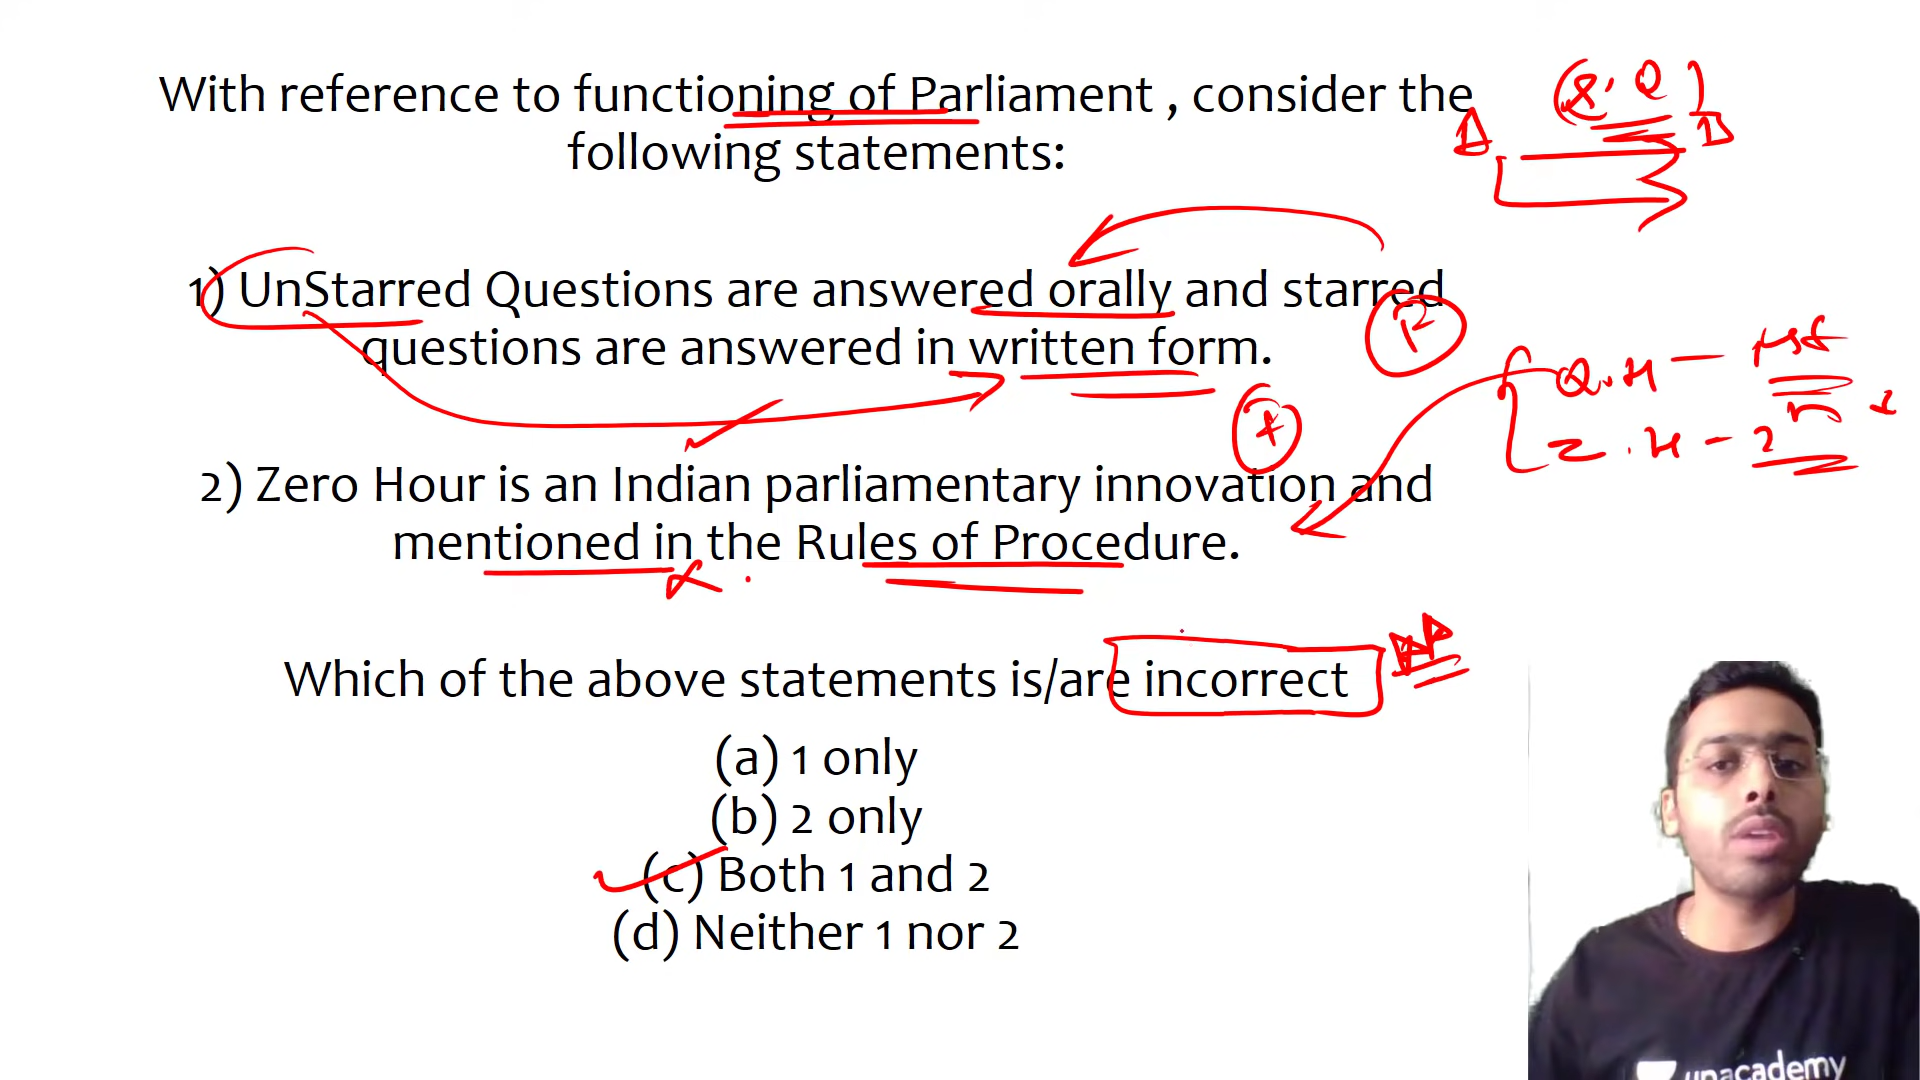 With reference to functioning of Parliament , consider the
following statements:
1) UnStarred Questions are answered orally and starred
questions are answered in written form.
2) Zero Hour is an Indian parliamentary innovation and
mentioned in the Rules of Procedure.
Which of the above statements is/are incorrect
(a) 1 only
(b) 2 only
(c) Both 1 and 2
(d) Neither 1 nor 2
Q.H -
Z.H - 2
unacademy